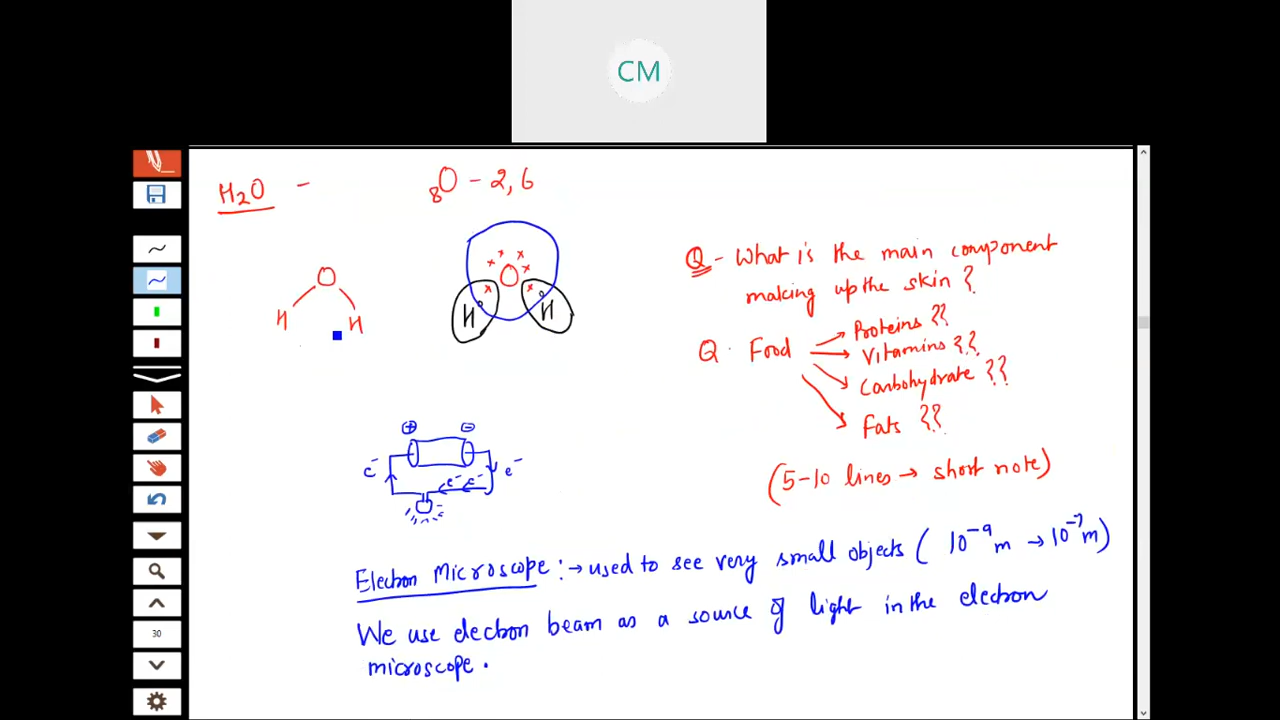 CM
H2O - 8O - 2, 6
O
H H
O
H H
Q - What is the main component
making up the skin ?
Q. Food
Proteins ??
Vitamins ??
Carbohydrate ??
Fats ??
(5-10 lines → short note)
+ -
e⁻ e⁻ e⁻ e⁻
Electron Microscope :→ used to see very small objects ( 10⁻⁹ m → 10⁻⁷ m )
We use electron beam as a source of light in the electron
microscope.
30